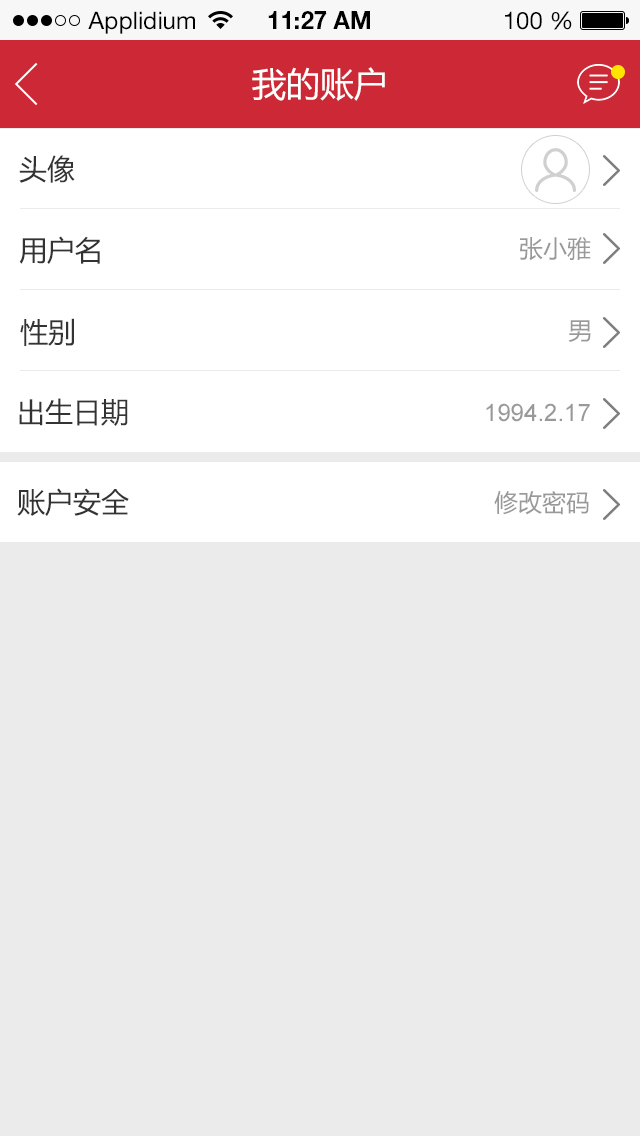 Applidium 11:27 AM 100 %
我的账户
头像
用户名 张小雅
性别 男
出生日期 1994.2.17
账户安全 修改密码